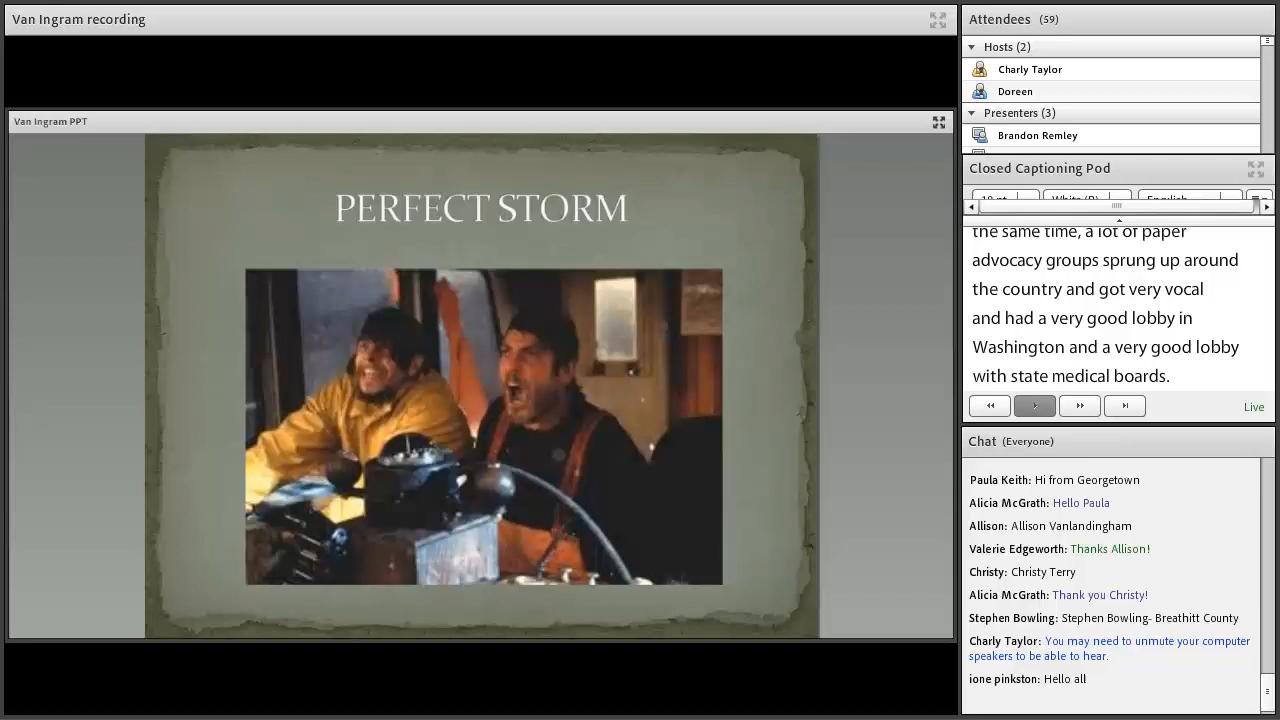 Van Ingram recording
Van Ingram PPT
PERFECT STORM
Attendees (59)
Hosts (2)
Charly Taylor
Doreen
Presenters (3)
Brandon Remley
Closed Captioning Pod
the same time, a lot of paper
advocacy groups sprung up around
the country and got very vocal
and had a very good lobby in
Washington and a very good lobby
with state medical boards.
Live
Chat (Everyone)
Paula Keith: Hi from Georgetown
Alicia McGrath: Hello Paula
Allison: Allison Vanlandingham
Valerie Edgeworth: Thanks Allison!
Christy: Christy Terry
Alicia McGrath: Thank you Christy!
Stephen Bowling: Stephen Bowling- Breathitt County
Charly Taylor: You may need to unmute your computer
speakers to be able to hear.
ione pinkston: Hello all